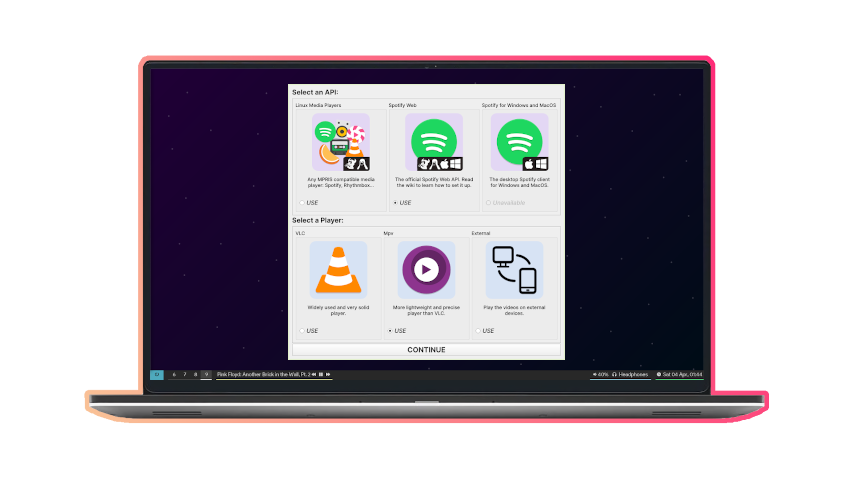 Select an API:
Linux Media Players
Spotify Web
Spotify for Windows and MacOS
Any MPRIS compatible media
player: Spotify, Rhythmbox...
The official Spotify Web API. Read
the wiki to learn how to set it up.
The desktop Spotify client
for Windows and MacOS.
USE
USE
Unavailable
Select a Player:
VLC
Mpv
External
Widely used and very solid
player.
More lightweight and precise
player than VLC.
Play the videos on external
devices.
USE
USE
USE
CONTINUE
10 6 7 8 9 Pink Floyd: Another Brick in the Wall, Pt. 2
40% Headphones Sat 04 Apr, 01:44